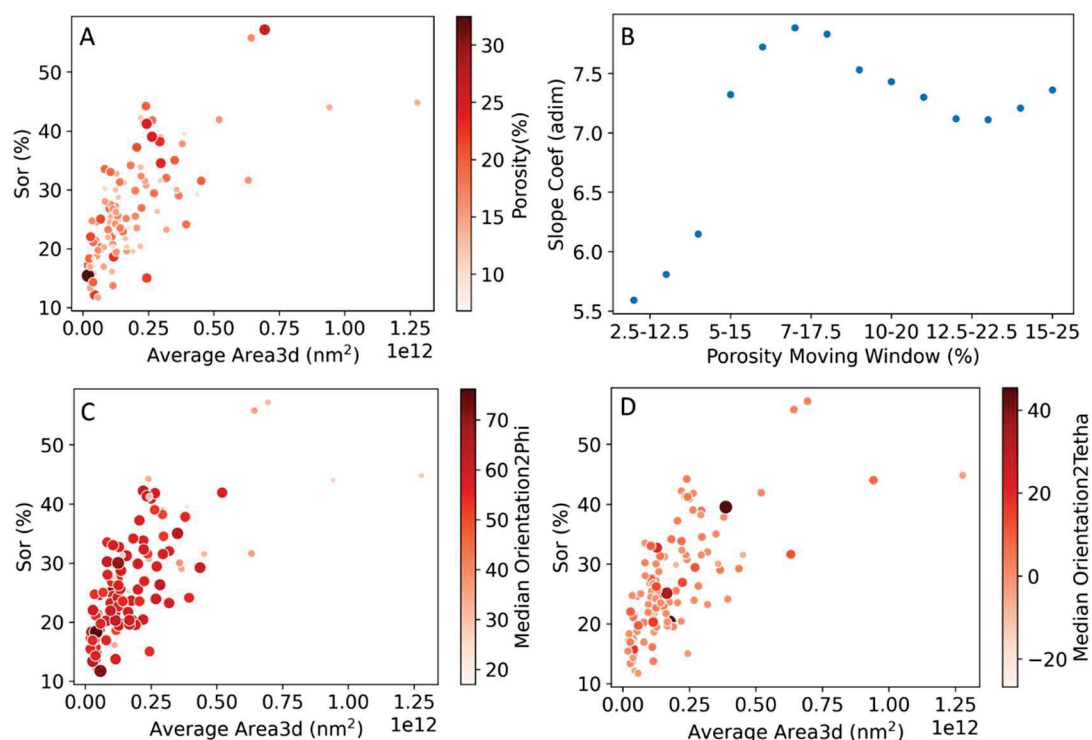 A
Sor (%)
50
40
30
20
10
0.00 0.25 0.50 0.75 1.00 1.25
Average Area3d (nm²)
1e12
30
25
20
15
10
Porosity(%)
B
Slope Coef (adim)
7.5
7.0
6.5
6.0
5.5
2.5-12.5 5-15 7-17.5 10-20 12.5-22.5 15-25
Porosity Moving Window (%)
C
Sor (%)
50
40
30
20
10
0.00 0.25 0.50 0.75 1.00 1.25
Average Area3d (nm²)
1e12
70
60
50
40
30
20
Median Orientation2Phi
D
Sor (%)
50
40
30
20
10
0.00 0.25 0.50 0.75 1.00 1.25
Average Area3d (nm²)
1e12
40
20
0
−20
Median Orientation2Tetha